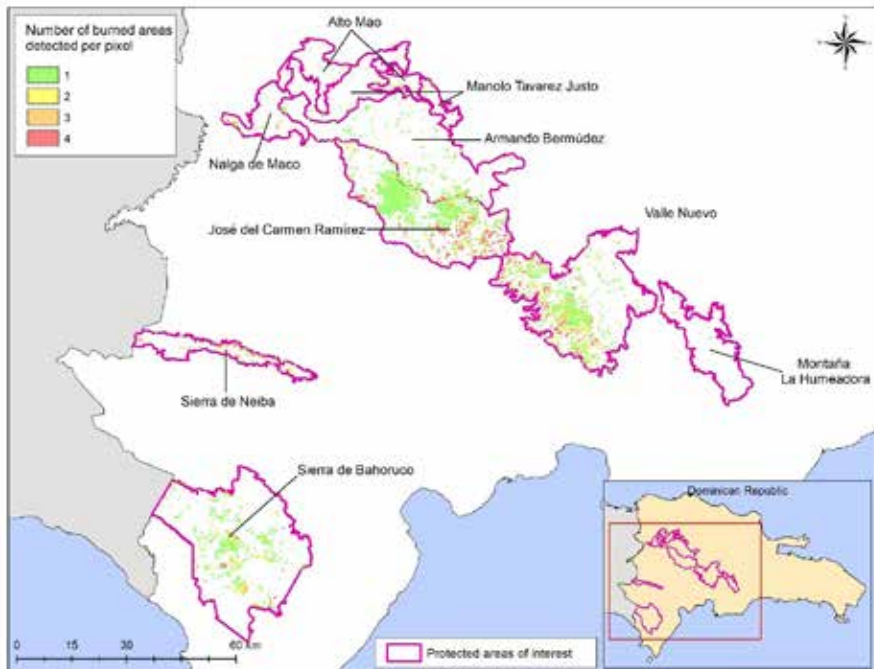 Number of burned areas
detected per pixel
1
2
3
4
Alto Mao
Manolo Tavarez Justo
Armando Bermúdez
Nalga de Maco
José del Carmen Ramírez
Valle Nuevo
Montaña
La Humeadora
Sierra de Neiba
Sierra de Bahoruco
Dominican Republic
0 15 30 60 Km
Protected areas of interest